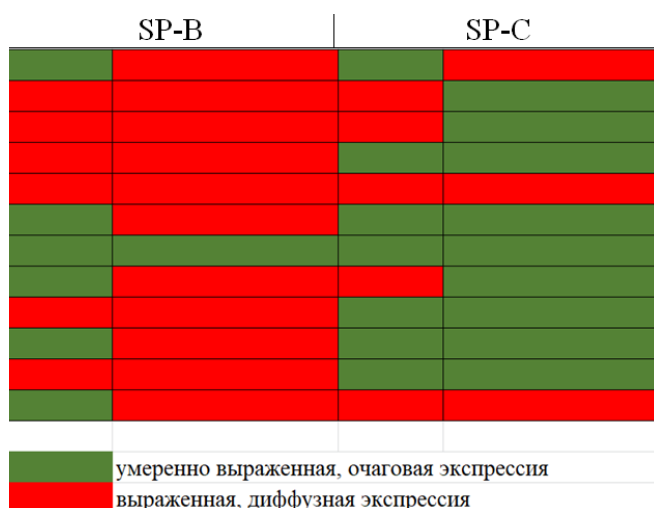 SP-B SP-C
умеренно выраженная, очаговая экспрессия
выраженная, диффузная экспрессия